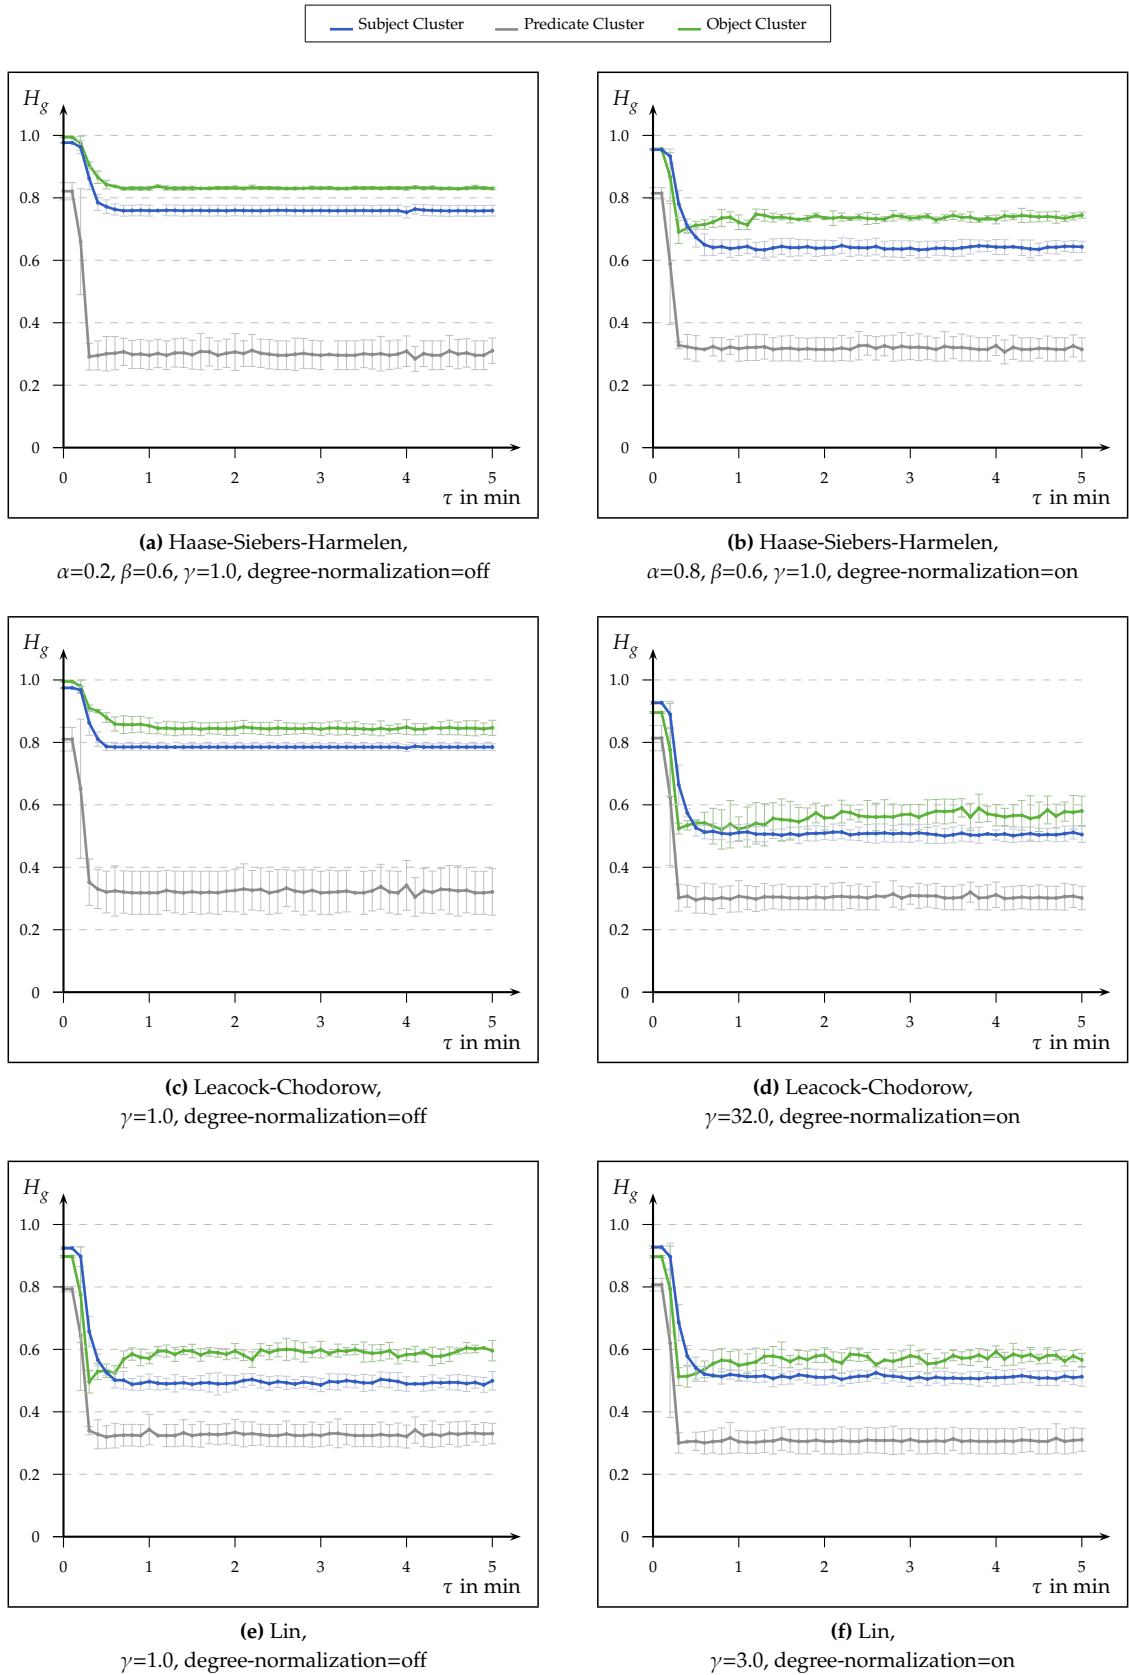 Subject Cluster Predicate Cluster Object Cluster
H_g
1.0
0.8
0.6
0.4
0.2
0
0 1 2 3 4 5
τ in min
(a) Haase-Siebers-Harmelen,
α=0.2, β=0.6, γ=1.0, degree-normalization=off
H_g
1.0
0.8
0.6
0.4
0.2
0
0 1 2 3 4 5
τ in min
(b) Haase-Siebers-Harmelen,
α=0.8, β=0.6, γ=1.0, degree-normalization=on
H_g
1.0
0.8
0.6
0.4
0.2
0
0 1 2 3 4 5
τ in min
(c) Leacock-Chodorow,
γ=1.0, degree-normalization=off
H_g
1.0
0.8
0.6
0.4
0.2
0
0 1 2 3 4 5
τ in min
(d) Leacock-Chodorow,
γ=32.0, degree-normalization=on
H_g
1.0
0.8
0.6
0.4
0.2
0
0 1 2 3 4 5
τ in min
(e) Lin,
γ=1.0, degree-normalization=off
H_g
1.0
0.8
0.6
0.4
0.2
0
0 1 2 3 4 5
τ in min
(f) Lin,
γ=3.0, degree-normalization=on